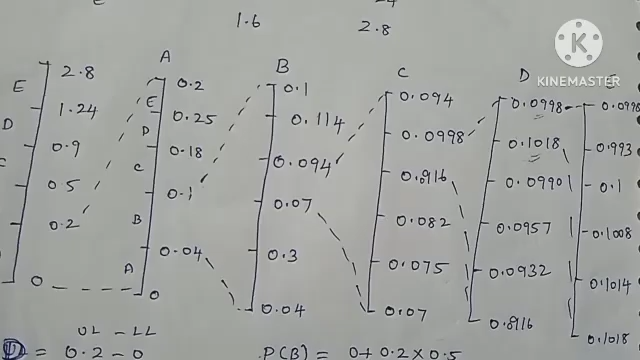 1.6 2.8
A B C D
E 2.8 0.2 0.1 0.094 0.0998 0.0998
KINEMASTER
D 1.24 E 0.25 0.114 0.0998 0.1018 0.993
0.9 D 0.18 0.094 0.0916 0.0990 0.1
0.5 C 0.1 0.07 0.082 0.0957 0.1008
0.2 B 0.04 0.3 0.075 0.0932 0.1014
0 A 0 0.04 0.07 0.0916 0.1018
UL - LL
= 0.2 - 0 P(B) = 0 + 0.2 x 0.5